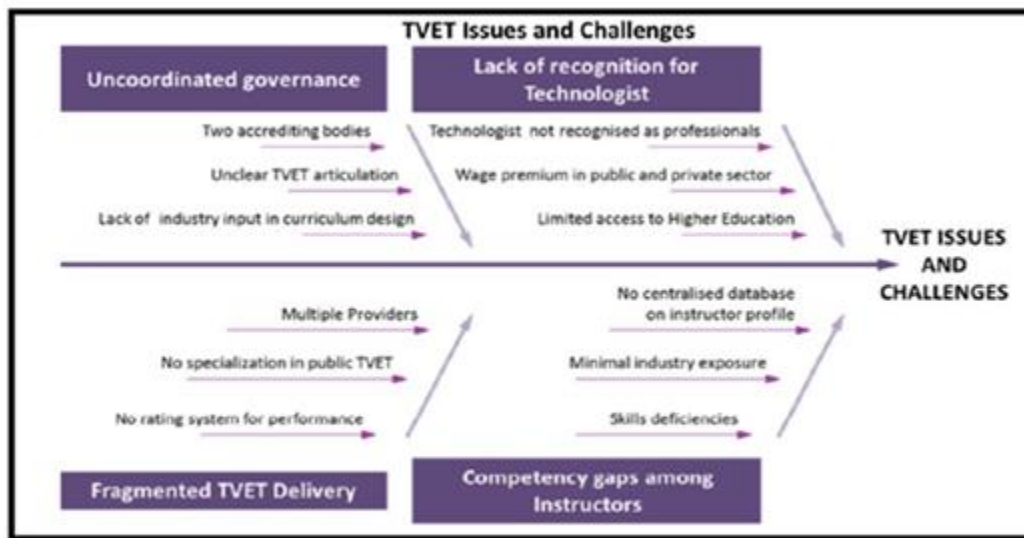 TVET Issues and Challenges
Uncoordinated governance
Lack of recognition for
Technologist
Two accrediting bodies
Unclear TVET articulation
Lack of industry input in curriculum design
Technologist not recognised as professionals
Wage premium in public and private sector
Limited access to Higher Education
TVET ISSUES
AND
CHALLENGES
Multiple Providers
No specialization in public TVET
No rating system for performance
No centralised database
on instructor profile
Minimal industry exposure
Skills deficiencies
Fragmented TVET Delivery
Competency gaps among
Instructors